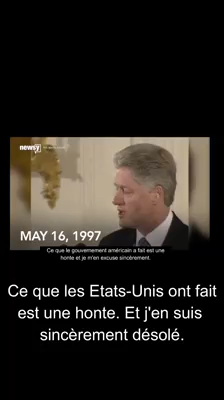 newsy
MAY 16, 1997
Ce que le gouvernement américain a fait est une
honte et je m'en excuse sincèrement.
Ce que les Etats-Unis ont fait
est une honte. Et j'en suis
sincèrement désolé.